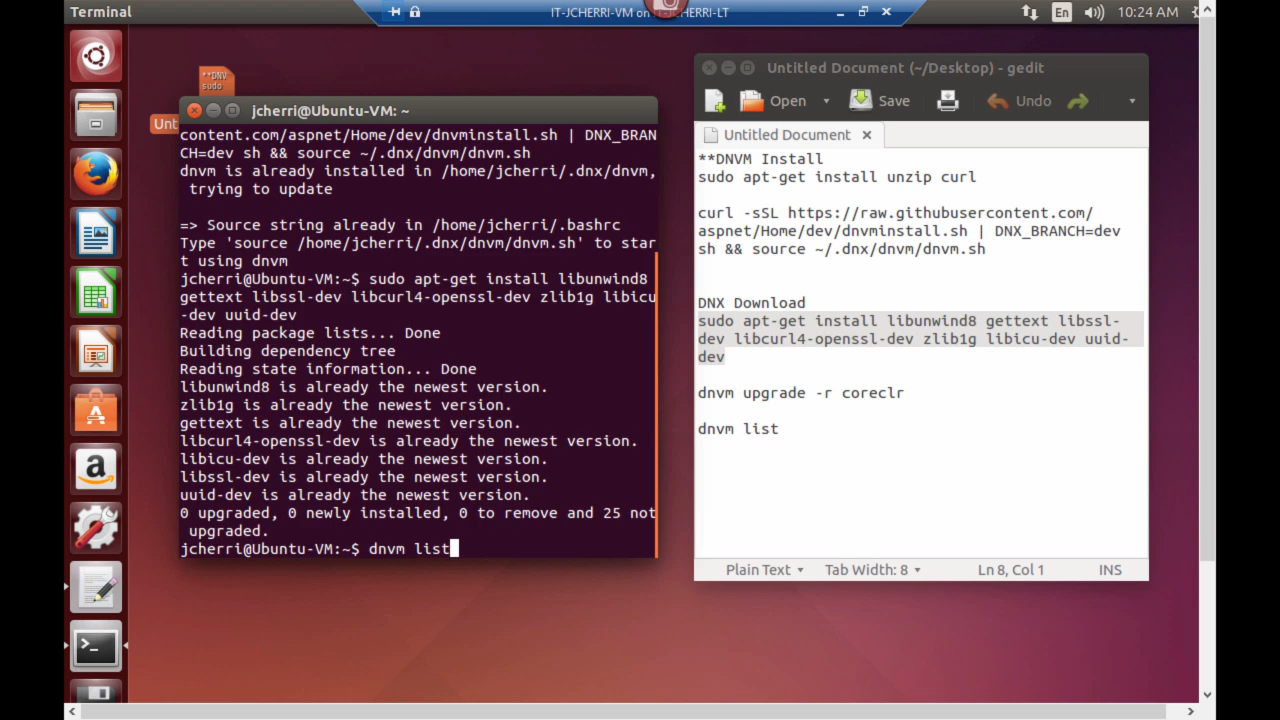 Terminal
IT-JCHERRI-VM on
HERRI-LT
En
10:24 AM
**DNV
sudo
Unt
jcherri@Ubuntu-VM: ~
content.com/aspnet/Home/dev/dnvminstall.sh | DNX_BRAN
CH=dev sh && source ~/.dnx/dnvm/dnvm.sh
dnvm is already installed in /home/jcherri/.dnx/dnvm,
trying to update
=> Source string already in /home/jcherri/.bashrc
Type 'source /home/jcherri/.dnx/dnvm/dnvm.sh' to star
t using dnvm
jcherri@Ubuntu-VM:~$ sudo apt-get install libunwind8
gettext libssl-dev libcurl4-openssl-dev zlib1g libicu
-dev uuid-dev
Reading package lists... Done
Building dependency tree
Reading state information... Done
libunwind8 is already the newest version.
zlib1g is already the newest version.
gettext is already the newest version.
libcurl4-openssl-dev is already the newest version.
libicu-dev is already the newest version.
libssl-dev is already the newest version.
uuid-dev is already the newest version.
0 upgraded, 0 newly installed, 0 to remove and 25 not
upgraded.
jcherri@Ubuntu-VM:~$ dnvm list
Untitled Document (~/Desktop) - gedit
Open Save Undo
Untitled Document
**DNVM Install
sudo apt-get install unzip curl
curl -sSL https://raw.githubusercontent.com/
aspnet/Home/dev/dnvminstall.sh | DNX_BRANCH=dev
sh && source ~/.dnx/dnvm/dnvm.sh
DNX Download
sudo apt-get install libunwind8 gettext libssl-
dev libcurl4-openssl-dev zlib1g libicu-dev uuid-
dev
dnvm upgrade -r coreclr
dnvm list
Plain Text Tab Width: 8 Ln 8, Col 1 INS